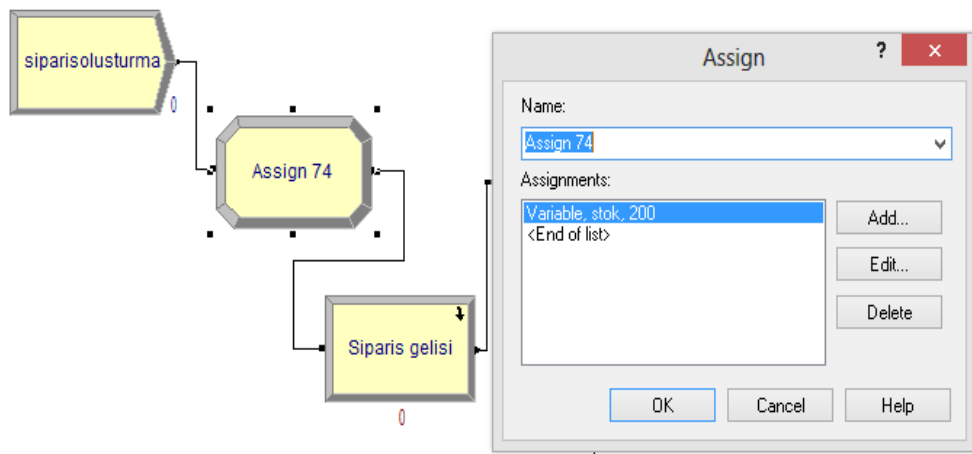 siparisolusturma
0
Assign 74
Siparis gelisi
0
Assign
?
×
Name:
Assign 74
Assignments:
Variable, stok, 200
<End of list>
Add...
Edit...
Delete
OK
Cancel
Help